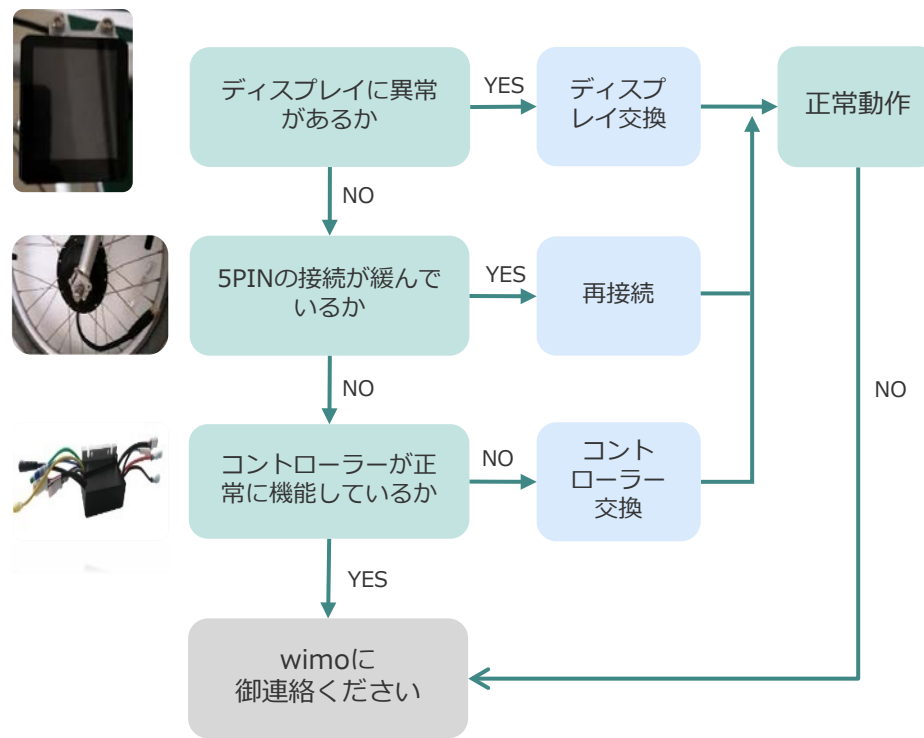 ディスプレイに異常
があるか
YES
ディスプ
レイ交換
正常動作
NO
5PINの接続が緩んで
いるか
YES
再接続
NO
NO
コントローラーが正
常に機能しているか
NO
コント
ローラー
交換
YES
wimoに
御連絡ください